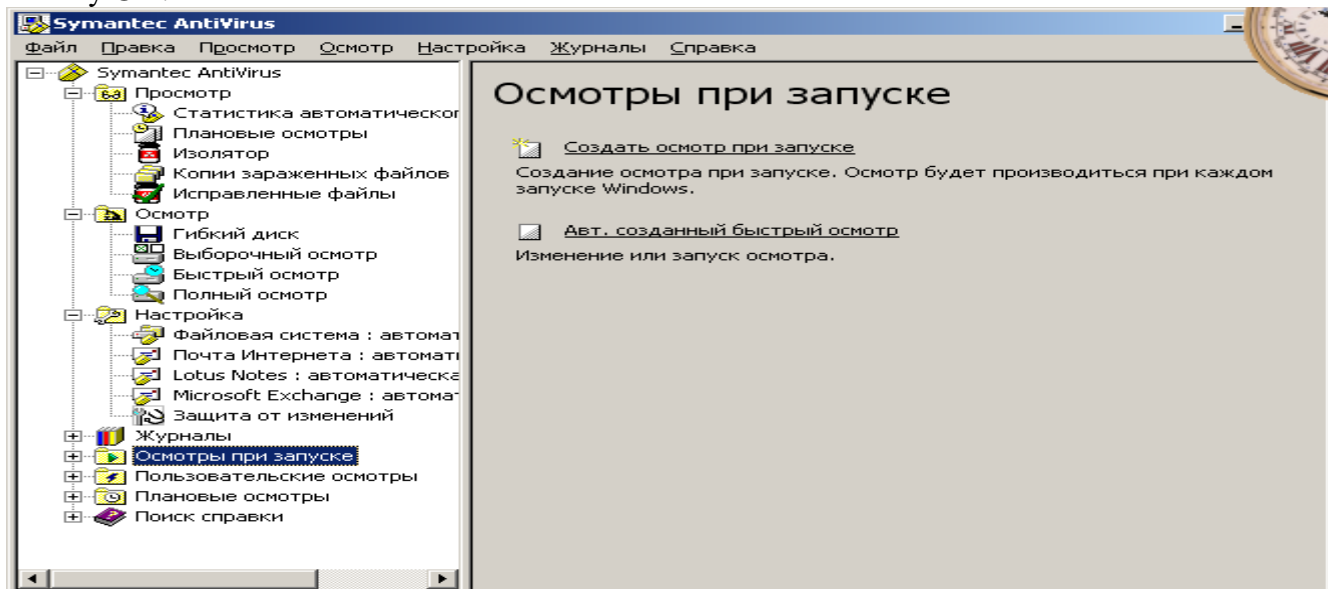 Symantec AntiVirus
Файл Правка Просмотр Осмотр Настройка Журналы Справка
Symantec AntiVirus
Просмотр
Статистика автоматическог
Плановые осмотры
Изолятор
Копии зараженных файлов
Исправленные файлы
Осмотр
Гибкий диск
Выборочный осмотр
Быстрый осмотр
Полный осмотр
Настройка
Файловая система : автомат
Почта Интернета : автомати
Lotus Notes : автоматическа
Microsoft Exchange : автомат
Защита от изменений
Журналы
Осмотры при запуске
Пользовательские осмотры
Плановые осмотры
Поиск справки
Осмотры при запуске
Создать осмотр при запуске
Создание осмотра при запуске. Осмотр будет производиться при каждом
запуске Windows.
Авт. созданный быстрый осмотр
Изменение или запуск осмотра.